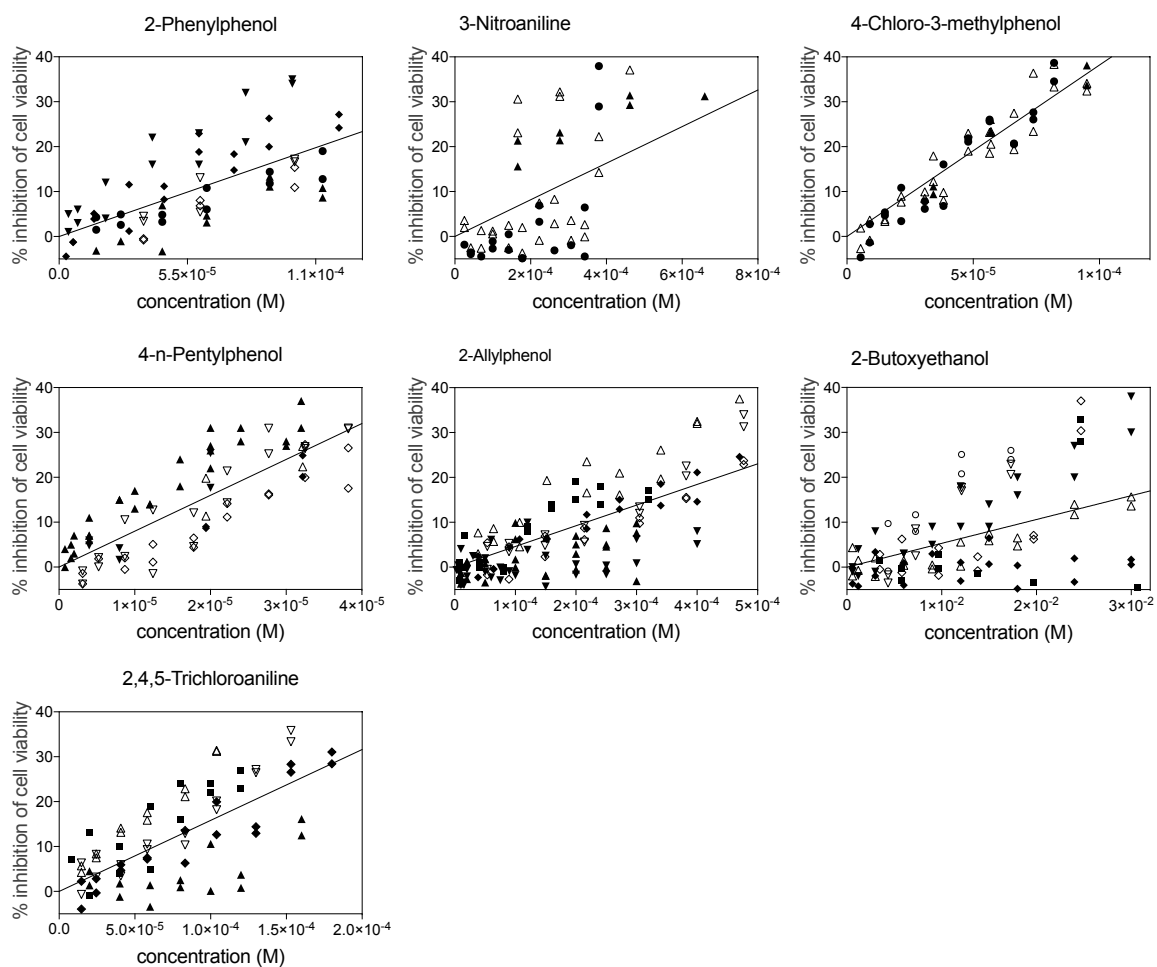 2-Phenylphenol
% inhibition of cell viability
40
30
20
10
0
0.0 5.5×10-5 1.1×10-4
concentration (M)
3-Nitroaniline
% inhibition of cell viability
40
30
20
10
0
0 2×10-4 4×10-4 6×10-4 8×10-4
concentration (M)
4-Chloro-3-methylphenol
% inhibition of cell viability
40
30
20
10
0
0 5×10-5 1×10-4
concentration (M)
4-n-Pentylphenol
% inhibition of cell viability
40
30
20
10
0
0 1×10-5 2×10-5 3×10-5 4×10-5
concentration (M)
2-Allylphenol
% inhibition of cell viability
40
30
20
10
0
0 1×10-4 2×10-4 3×10-4 4×10-4 5×10-4
concentration (M)
2-Butoxyethanol
% inhibition of cell viability
40
30
20
10
0
0 1×10-2 2×10-2 3×10-2
concentration (M)
2,4,5-Trichloroaniline
% inhibition of cell viability
40
30
20
10
0
0.0 5.0×10-5 1.0×10-4 1.5×10-4 2.0×10-4
concentration (M)